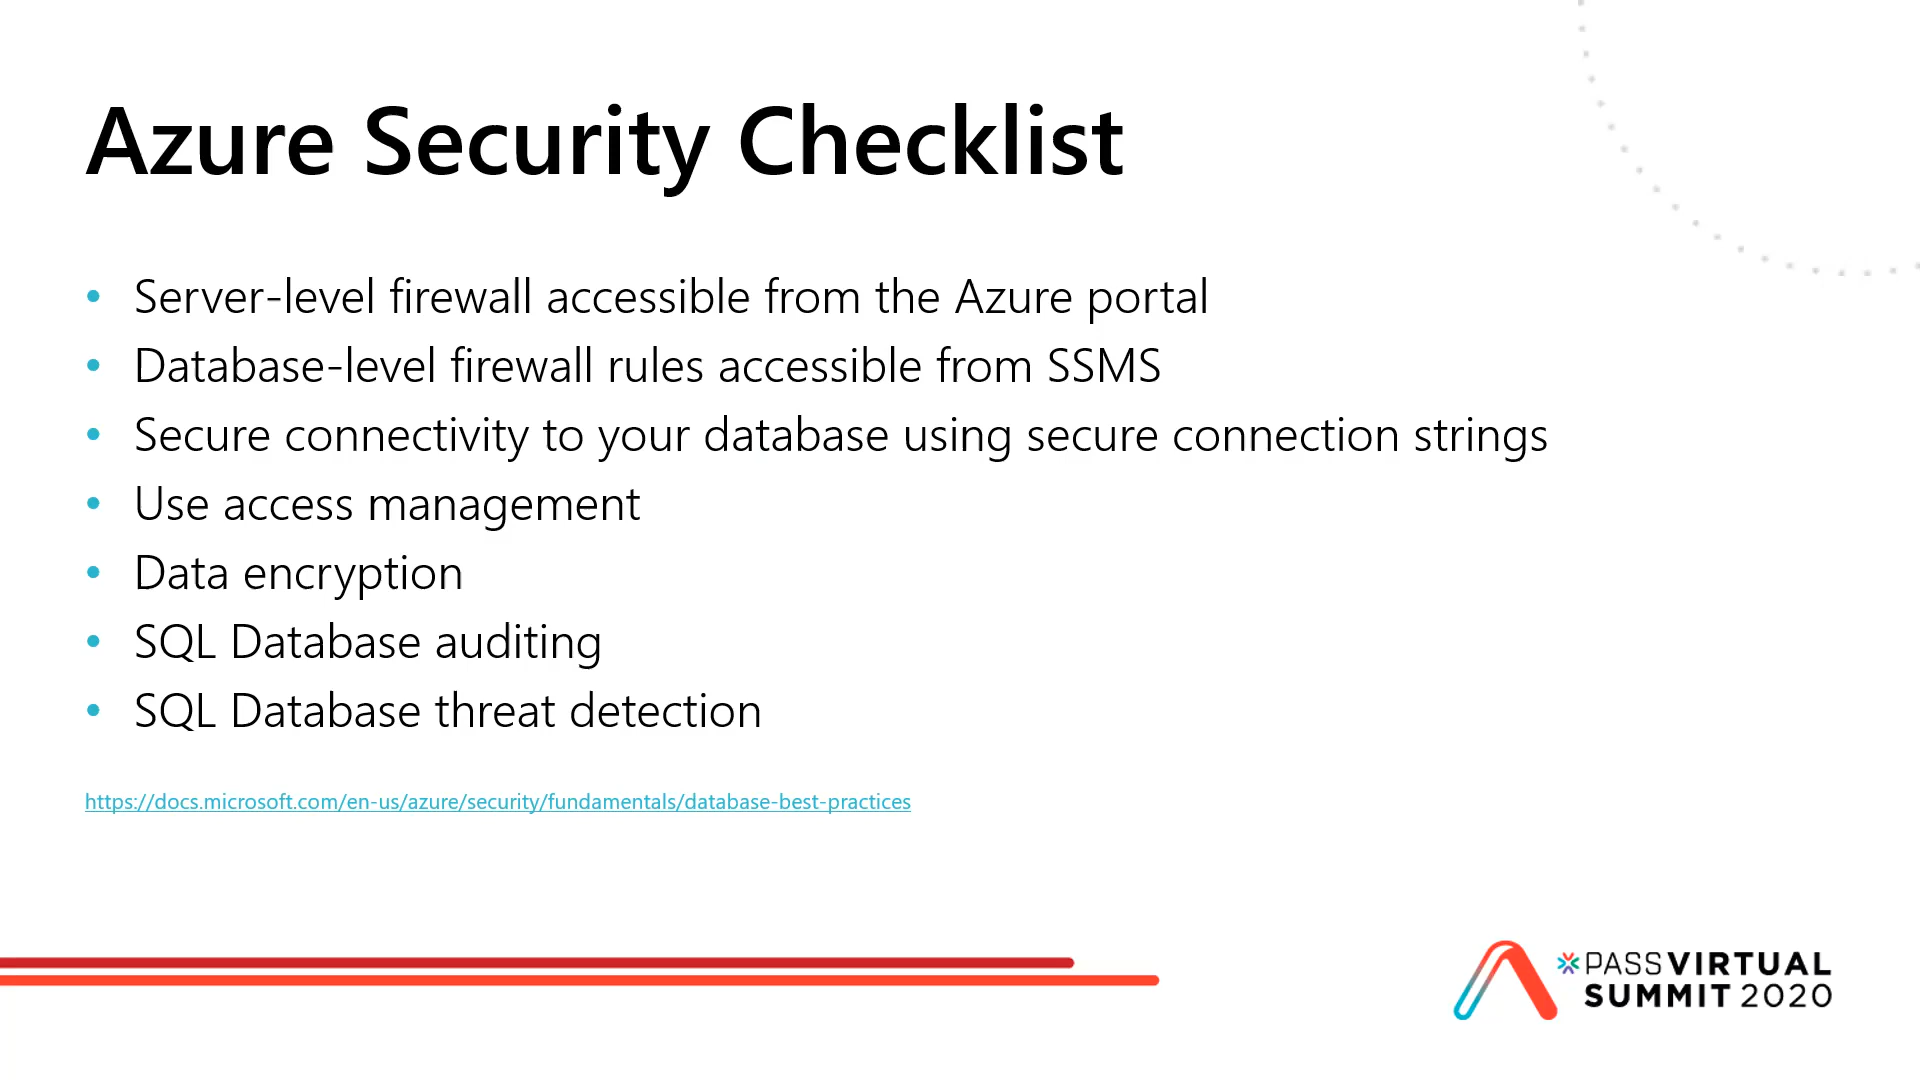 Azure Security Checklist
• Server-level firewall accessible from the Azure portal
• Database-level firewall rules accessible from SSMS
• Secure connectivity to your database using secure connection strings
• Use access management
• Data encryption
• SQL Database auditing
• SQL Database threat detection
https://docs.microsoft.com/en-us/azure/security/fundamentals/database-best-practices
PASS VIRTUAL
SUMMIT 2020